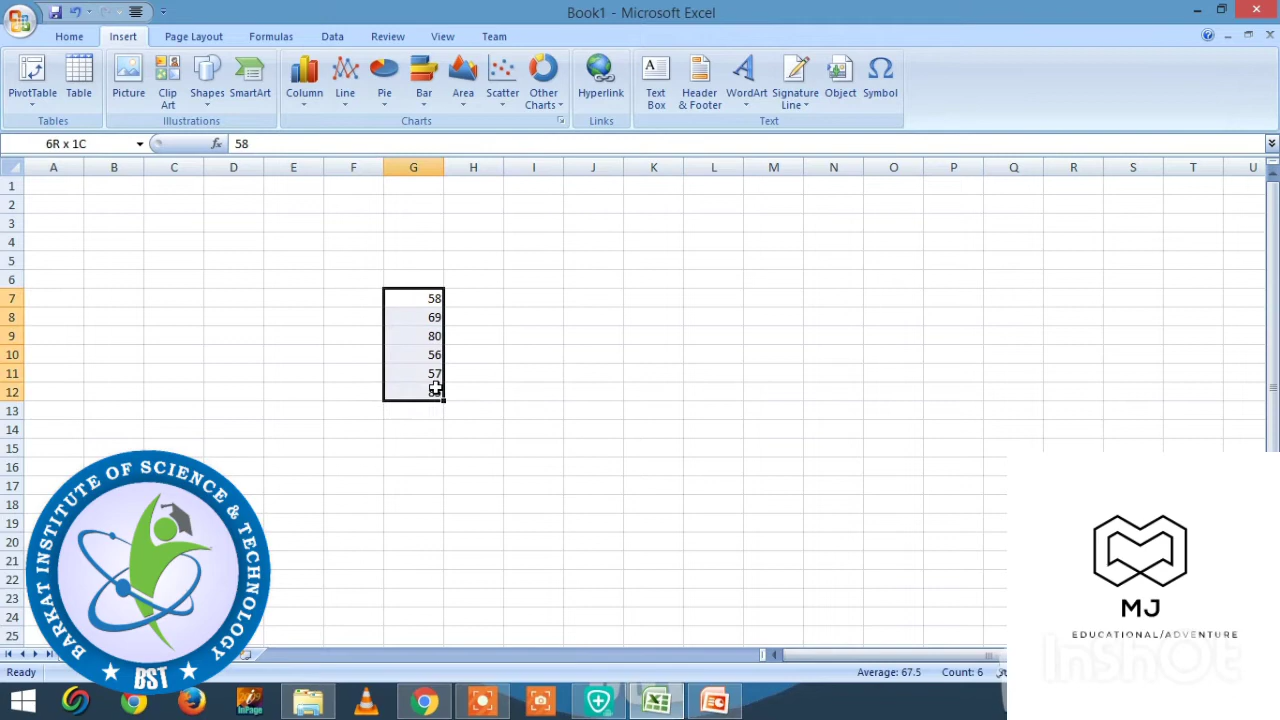 Book1 - Microsoft Excel
Home Insert Page Layout Formulas Data Review View Team
PivotTable Table Picture Clip Art Shapes SmartArt Column Line Pie Bar Area Scatter Other Charts Hyperlink Text Box Header & Footer WordArt Signature Line Object Symbol
Tables Illustrations Charts Links Text
6R x 1C fx 58
A B C D E F G H I J K L M N O P Q R S T U
1
2
3
4
5
6
7 58
8 69
9 80
10 56
11 57
12
13
14
15
16
17
18
19
20
21
22
23
24
25
BARKAT INSTITUTE OF SCIENCE & TECHNOLOGY
BST
MJ
EDUCATIONAL/ADVENTURE
InShOt
Ready Average: 67.5 Count: 6
InPage